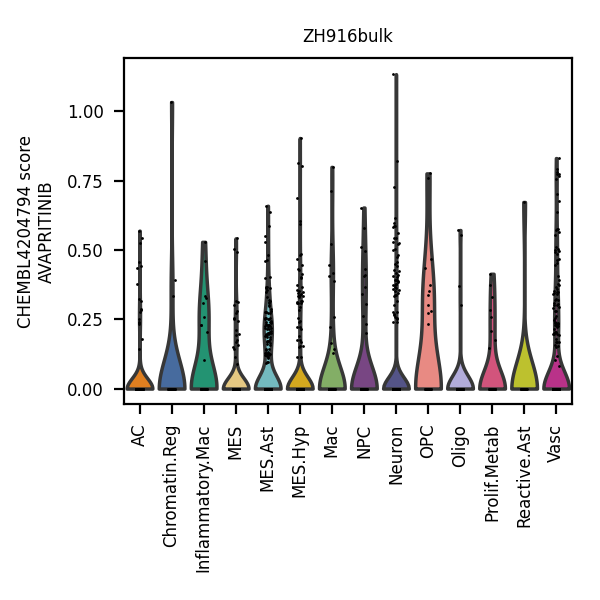 ZH916bulk
CHEMBL4204794 score
AVAPRITINIB
1.00
0.75
0.50
0.25
0.00
AC
Chromatin.Reg
Inflammatory.Mac
MES
MES.Ast
MES.Hyp
Mac
NPC
Neuron
OPC
Oligo
Prolif.Metab
Reactive.Ast
Vasc